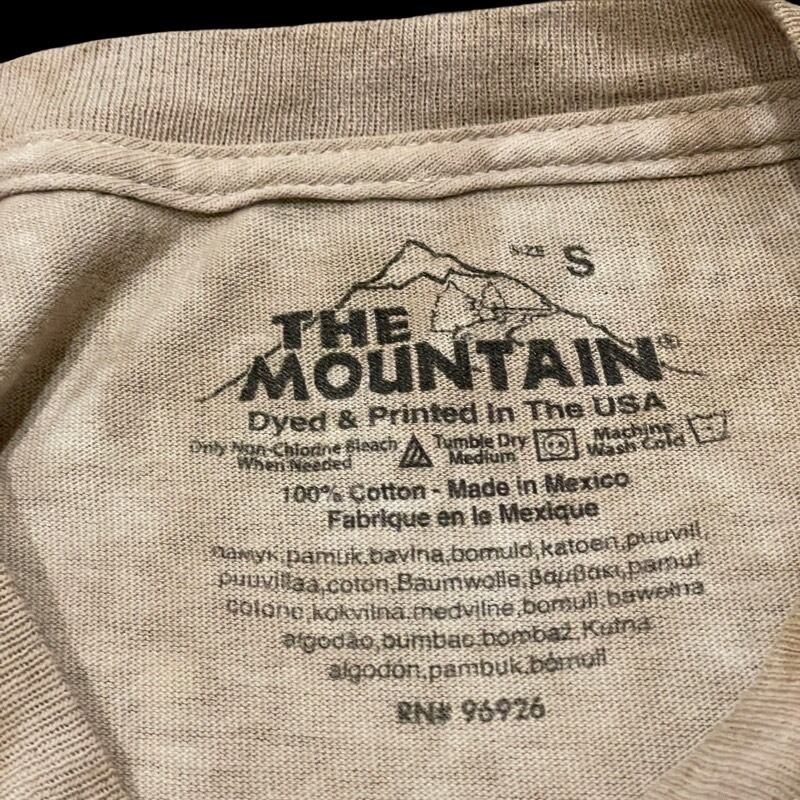 SIZE S
THE
MOUNTAIN®
Dyed & Printed In The USA
Only Non-Chlorine Bleach
When Needed
Tumble Dry
Medium
Machine
Wash Cold
100% Cotton - Made in Mexico
Fabrique en le Mexique
памук,pamuk,bavlna,bomuld,katoen,puuvill,
puuvillaa,coton,Baumwolle,βαμβακι,pamut
cotone,kokvilna,medvilne,bomull,bawelna
algodão,bumbac,bombaž,Kutna
algodon,pambuk,bómull
RN# 96926